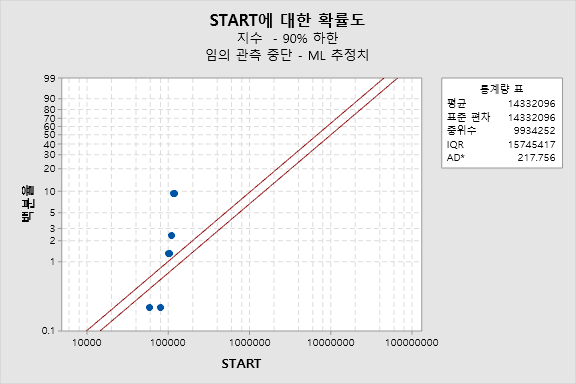 START에 대한 확률도
지수 - 90% 하한
임의 관측 중단 - ML 추정치
99
90
80
70
60
50
40
30
20
10
5
3
2
1
0.1
백분율
10000
100000
1000000
10000000
100000000
START
통계량 표
평균 14332096
표준 편차 14332096
중위수 9934252
IQR 15745417
AD* 217.756